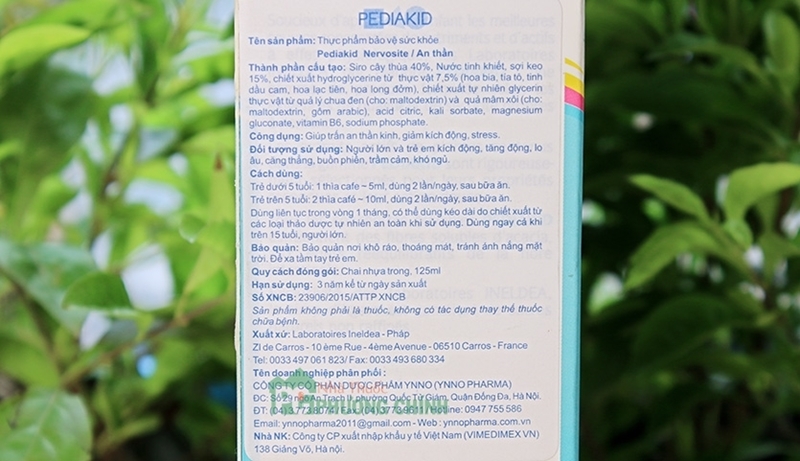 PEDIAKID
Tên sản phẩm: Thực phẩm bảo vệ sức khỏe
Pediakid Nervosite / An thần
Thành phần cấu tạo: Siro cây thùa 40%, Nước tinh khiết, sợi keo
15%, chiết xuất hydroglycerine từ thực vật 7,5% (hoa bia, tía tô, tinh
dầu cam, hoa lạc tiên, hoa long đởm), chiết xuất tự nhiên glycerin
thực vật từ quả lý chua đen (cho: maltodextrin) và quả mâm xôi (cho:
maltodextrin, gôm arabic), acid citric, kali sorbate, magnesium
gluconate, vitamin B6, sodium phosphate.
Công dụng: Giúp trấn an thần kinh, giảm kích động, stress.
Đối tượng sử dụng: Người lớn và trẻ em kích động, tăng động, lo
âu, căng thẳng, buồn phiền, trầm cảm, khó ngủ.
Cách dùng:
Trẻ dưới 5 tuổi: 1 thìa cafe ~ 5ml, dùng 2 lần/ngày, sau bữa ăn.
Trẻ trên 5 tuổi: 2 thìa café ~ 10ml, dùng 2 lần/ngày, sau bữa ăn.
Dùng liên tục trong vòng 1 tháng, có thể dùng kéo dài do chiết xuất từ
các loại thảo dược tự nhiên an toàn khi sử dụng. Dùng ngay cả khi
trên 15 tuổi, người lớn.
Bảo quản: Bảo quản nơi khô ráo, thoáng mát, tránh ánh nắng mặt
trời. Để xa tầm tay trẻ em.
Quy cách đóng gói: Chai nhựa trong, 125ml
Hạn sử dụng: 3 năm kể từ ngày sản xuất
Số XNCB: 23906/2015/ATTP XNCB
Sản phẩm không phải là thuốc, không có tác dụng thay thế thuốc
chữa bệnh.
Xuất xứ: Laboratoires Ineldea - Pháp
ZI de Carros - 10 ème Rue - 4ème Avenue - 06510 Carros - France
Tel: 0033 497 061 823/ Fax: 0033 493 680 334
Tên doanh nghiệp phân phối :
CÔNG TY CỔ PHẦN DƯỢC PHẨM YNNO (YNNO PHARMA)
ĐC: Số 29 An Trạch II, phường Quốc Tử Giám, Quận Đống Đa, Hà Nội.
ĐT: (04)3.773.8074/ Fax: (04)3773.9511/ Hotline: 0947 755 586
Email: ynnopharma2011@gmail.com - Web : ynnopharma.com.vn
Nhà NK: Công ty CP xuất nhập khẩu y tế Việt Nam (VIMEDIMEX VN)
138 Giảng Võ, Hà Nội.